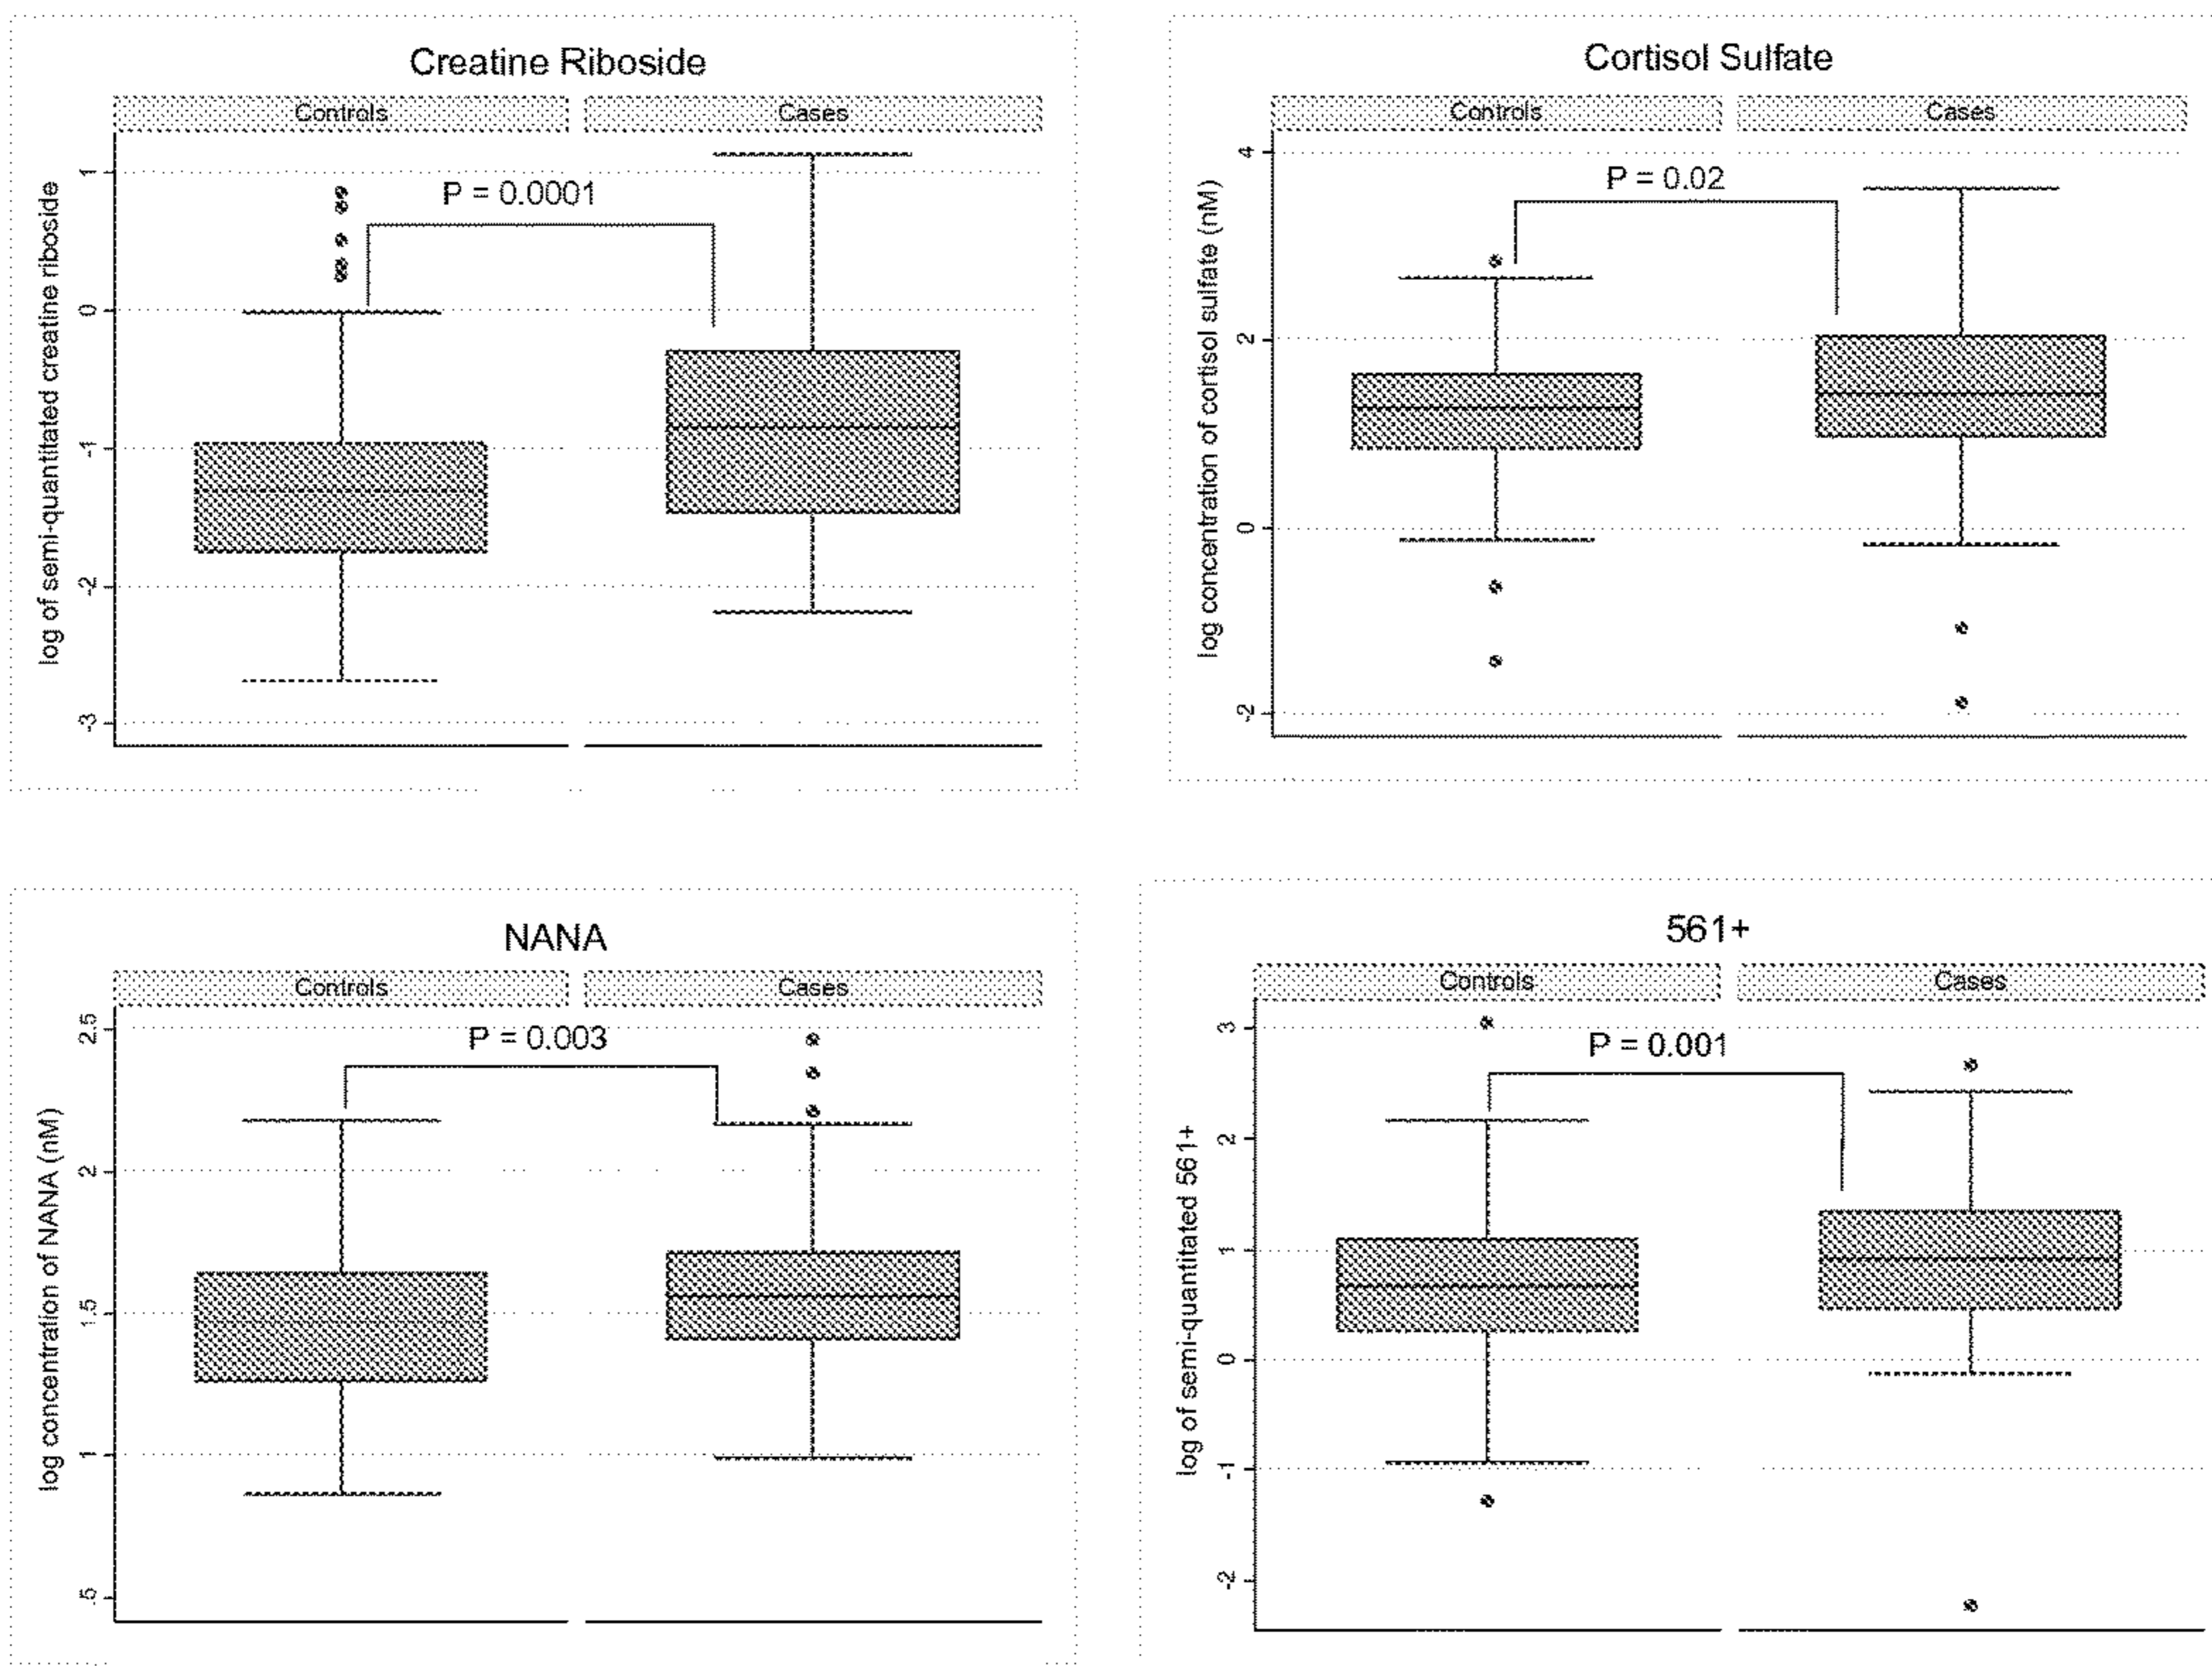 Creatine Riboside
Controls
Cases
P = 0.0001
log of semi-quantitated creatine riboside
1
0
-1
-2
-3
Cortisol Sulfate
Controls
Cases
P = 0.02
log concentration of cortisol sulfate (nM)
4
2
0
-2
NANA
Controls
Cases
P = 0.003
log concentration of NANA (nM)
2.5
2
1.5
1
.5
561+
Controls
Cases
P = 0.001
log of semi-quantitated 561+
3
2
1
0
-1
-2